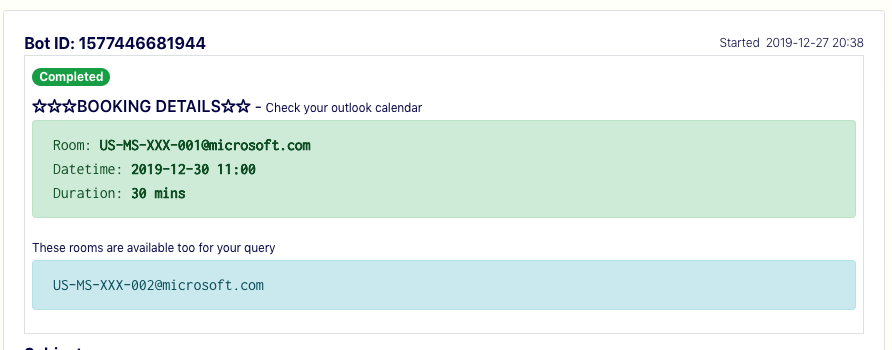 Bot ID: 1577446681944
Started 2019-12-27 20:38
Completed
☆☆☆BOOKING DETAILS☆☆ - Check your outlook calendar
Room: US-MS-XXX-001@microsoft.com
Datetime: 2019-12-30 11:00
Duration: 30 mins
These rooms are available too for your query
US-MS-XXX-002@microsoft.com